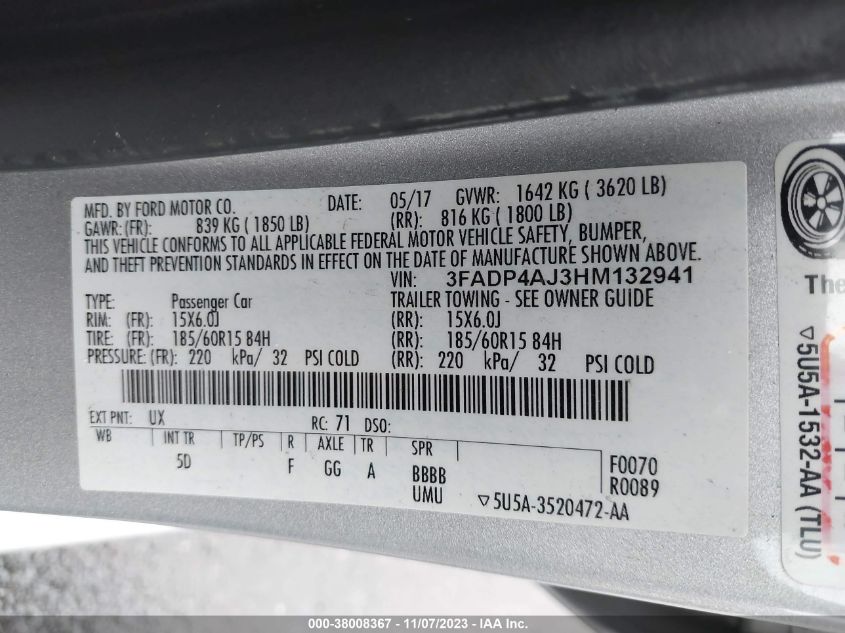 MFD. BY FORD MOTOR CO. DATE: 05/17 GVWR: 1642 KG ( 3620 LB)
GAWR: (FR): 839 KG ( 1850 LB) (RR): 816 KG ( 1800 LB)
THIS VEHICLE CONFORMS TO ALL APPLICABLE FEDERAL MOTOR VEHICLE SAFETY, BUMPER,
AND THEFT PREVENTION STANDARDS IN EFFECT ON THE DATE OF MANUFACTURE SHOWN ABOVE.
VIN: 3FADP4AJ3HM132941
TYPE: Passenger Car TRAILER TOWING - SEE OWNER GUIDE
RIM: (FR): 15X6.0J (RR): 15X6.0J
TIRE: (FR): 185/60R15 84H (RR): 185/60R15 84H
PRESSURE: (FR): 220 kPa/ 32 PSI COLD (RR): 220 kPa/ 32 PSI COLD
EXT PNT: UX RC: 71 DSO:
WB INT TR TP/PS R AXLE TR SPR
5D F GG A BBBB
UMU
F0070
R0089
▽5U5A-3520472-AA
The
▽5U5A-1532-AA (TLU)
000-38008367 - 11/07/2023 - IAA Inc.